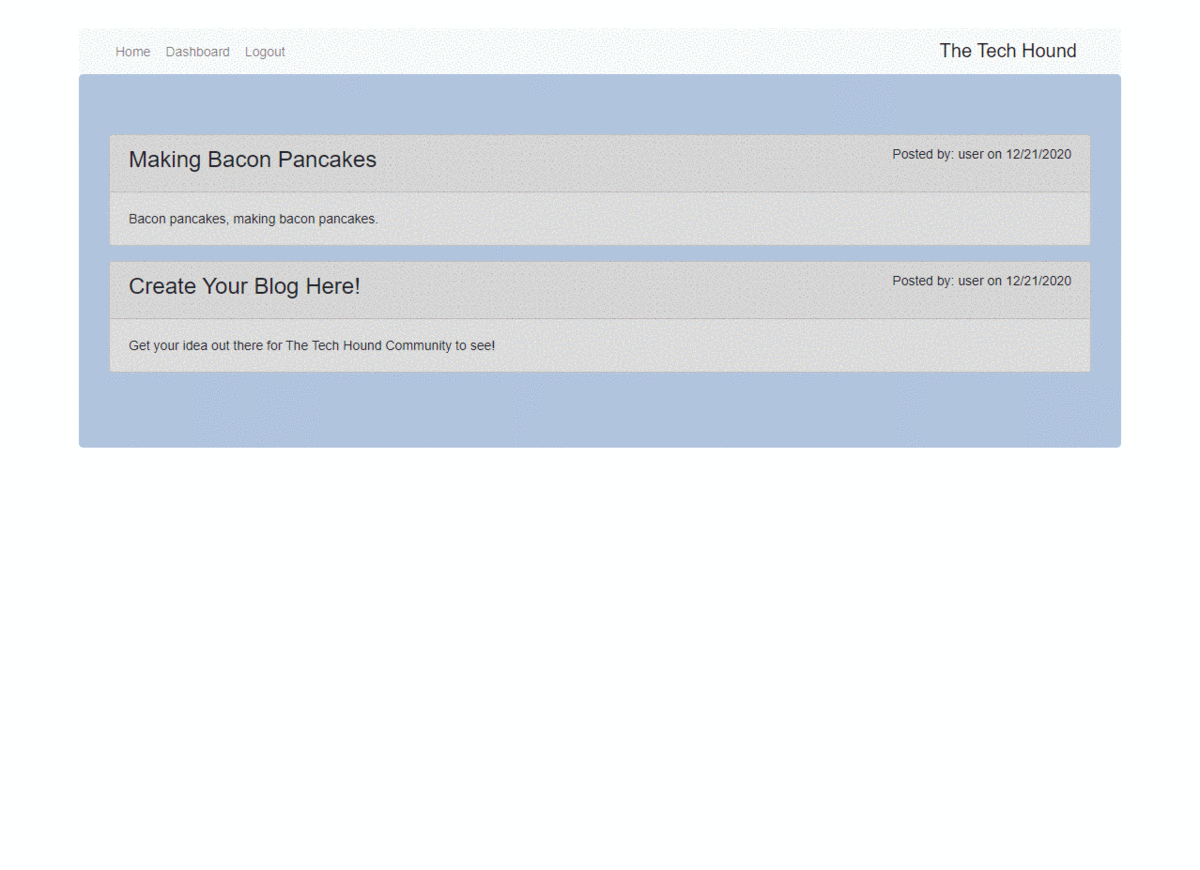 Home Dashboard Logout The Tech Hound
Making Bacon Pancakes Posted by: user on 12/21/2020
Bacon pancakes, making bacon pancakes.
Create Your Blog Here! Posted by: user on 12/21/2020
Get your idea out there for The Tech Hound Community to see!